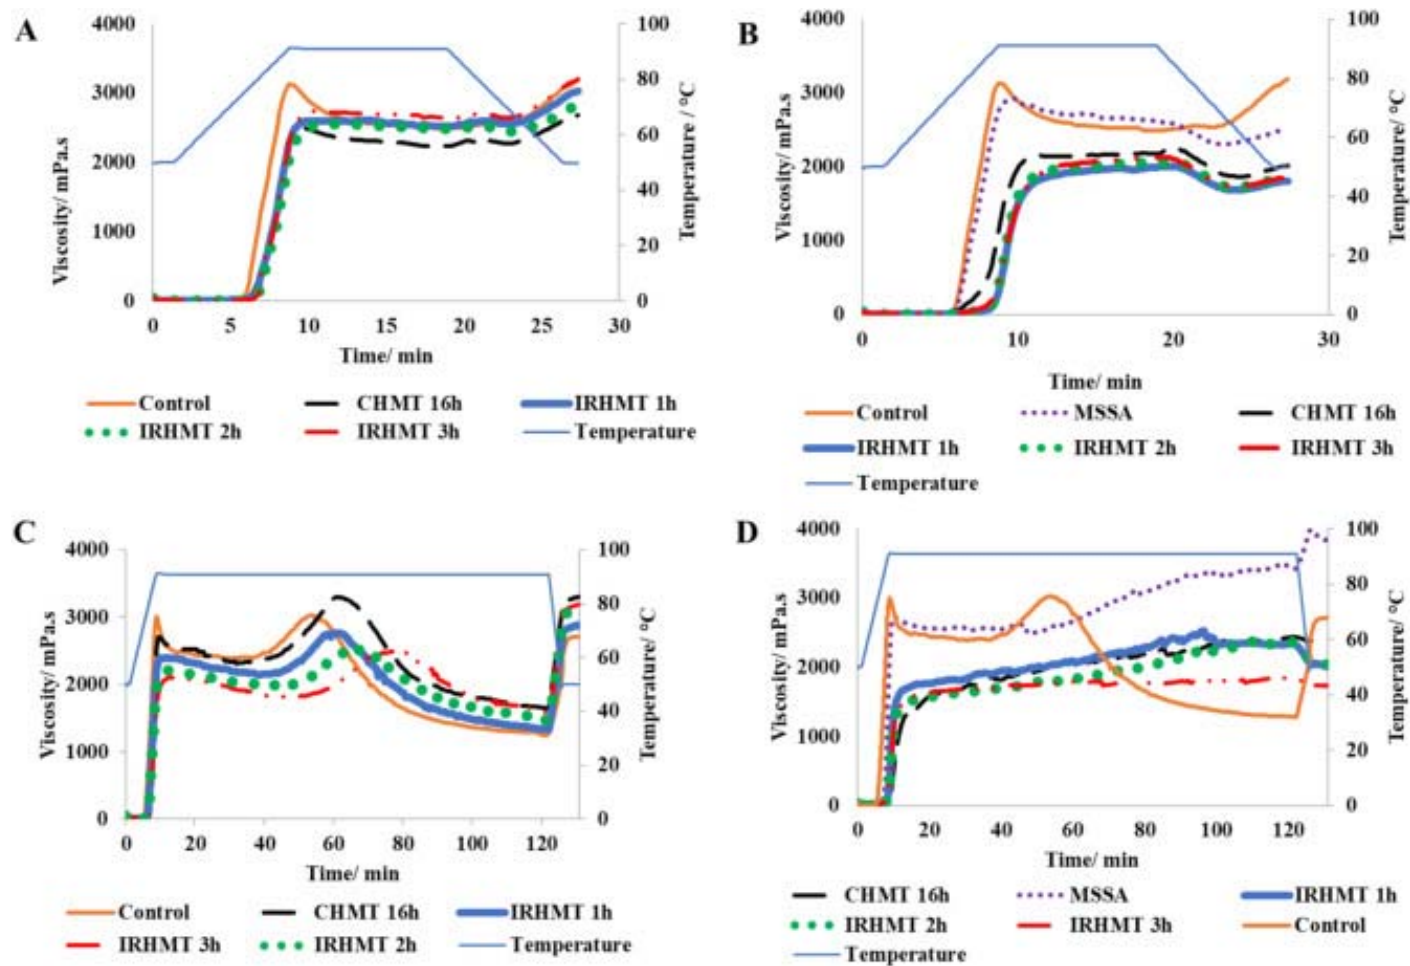 A
4000
3000
2000
1000
0
Viscosity/ mPa.s
100
80
60
40
20
0
Temperature / °C
0 5 10 15 20 25 30
Time/ min
Control CHMT 16h IRHMT 1h
IRHMT 2h IRHMT 3h Temperature
B
4000
3000
2000
1000
0
Viscosity/ mPa.s
100
80
60
40
20
0
Temperature/ °C
0 10 20 30
Time/ min
Control MSSA CHMT 16h
IRHMT 1h IRHMT 2h IRHMT 3h
Temperature
C
4000
3000
2000
1000
0
Viscosity/ mPa.s
100
80
60
40
20
0
Temperature/ °C
0 20 40 60 80 100 120
Time/ min
Control CHMT 16h IRHMT 1h
IRHMT 3h IRHMT 2h Temperature
D
4000
3000
2000
1000
0
Viscosity/ mPa.s
100
80
60
40
20
0
Temperature/ °C
0 20 40 60 80 100 120
Time/ min
CHMT 16h MSSA IRHMT 1h
IRHMT 2h IRHMT 3h Control
Temperature